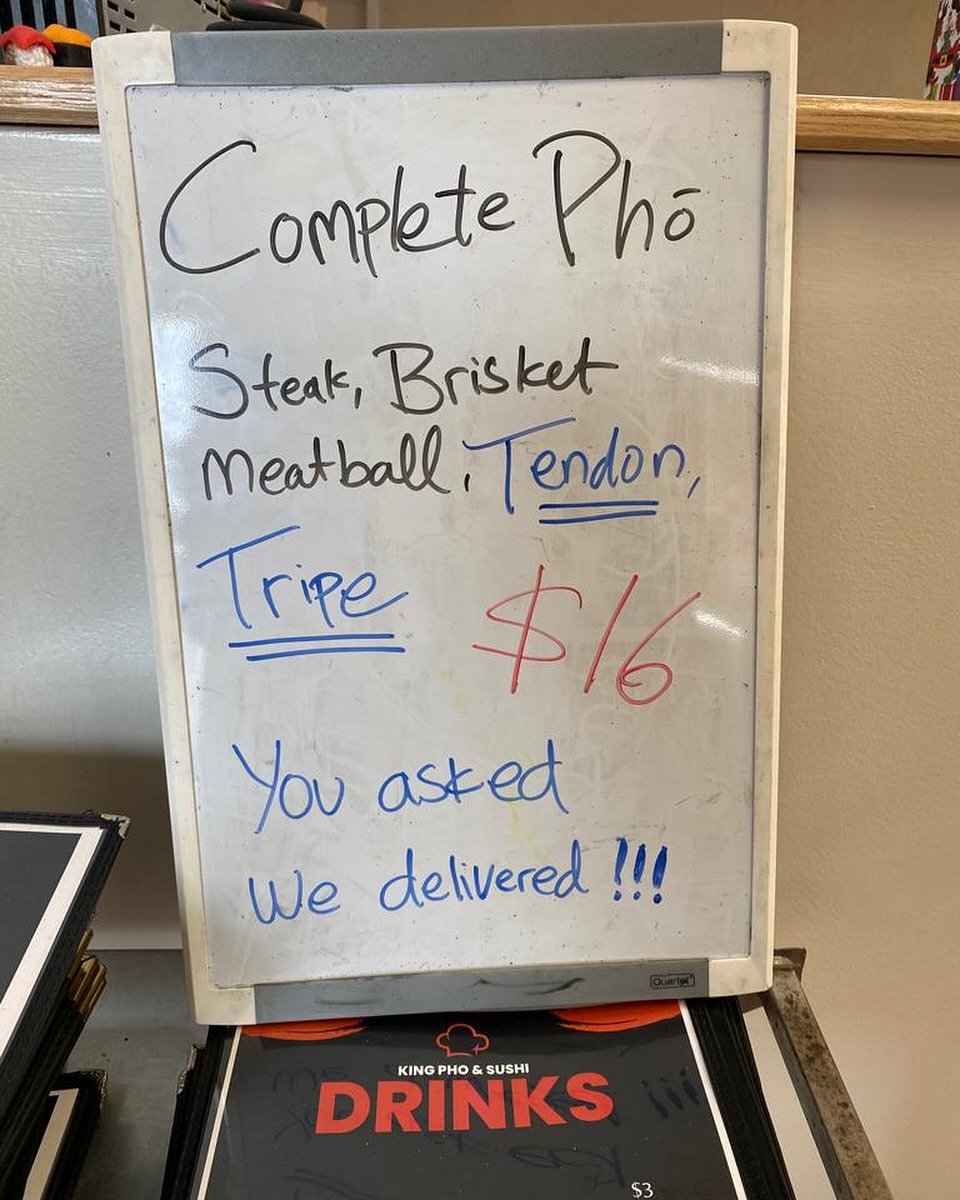 Complete Phō
Steak, Brisket
Meatball, Tendon,
Tripe $16
You asked
We delivered !!!
Quartet
KING PHO & SUSHI
DRINKS
$3